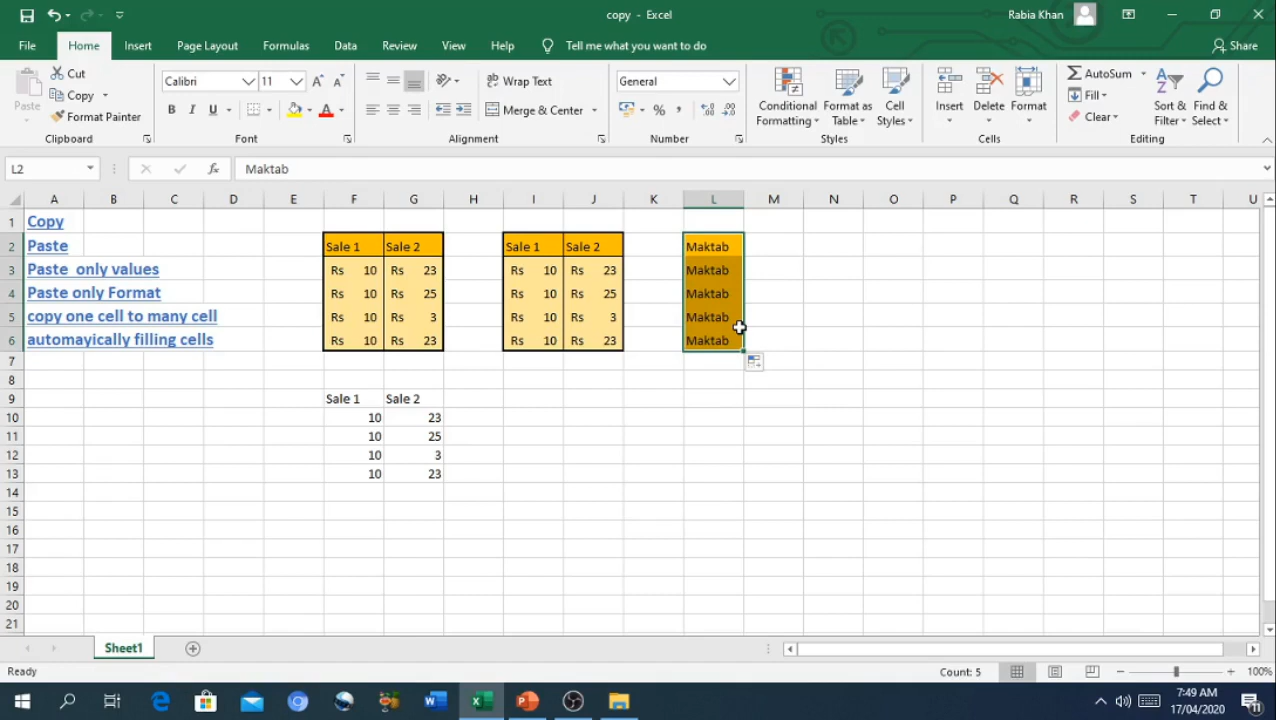 copy - Excel
Rabia Khan
File Home Insert Page Layout Formulas Data Review View Help Tell me what you want to do Share
Paste
Cut
Copy
Format Painter
Clipboard
Calibri 11
B I U
Font
Wrap Text
Merge & Center
Alignment
General
%
Number
Conditional Formatting
Format as Table
Cell Styles
Styles
Insert
Delete
Format
Cells
AutoSum
Fill
Clear
Sort & Filter
Find & Select
Editing
L2 fx Maktab
A B C D E F G H I J K L M N O P Q R S T U
1 Copy
2 Paste Sale 1 Sale 2 Sale 1 Sale 2 Maktab
3 Paste only values Rs 10 Rs 23 Rs 10 Rs 23 Maktab
4 Paste only Format Rs 10 Rs 25 Rs 10 Rs 25 Maktab
5 copy one cell to many cell Rs 10 Rs 3 Rs 10 Rs 3 Maktab
6 automayically filling cells Rs 10 Rs 23 Rs 10 Rs 23 Maktab
7
8
9 Sale 1 Sale 2
10 10 23
11 10 25
12 10 3
13 10 23
14
15
16
17
18
19
20
21
Sheet1
Ready Count: 5 100%
7:49 AM
17/04/2020
11